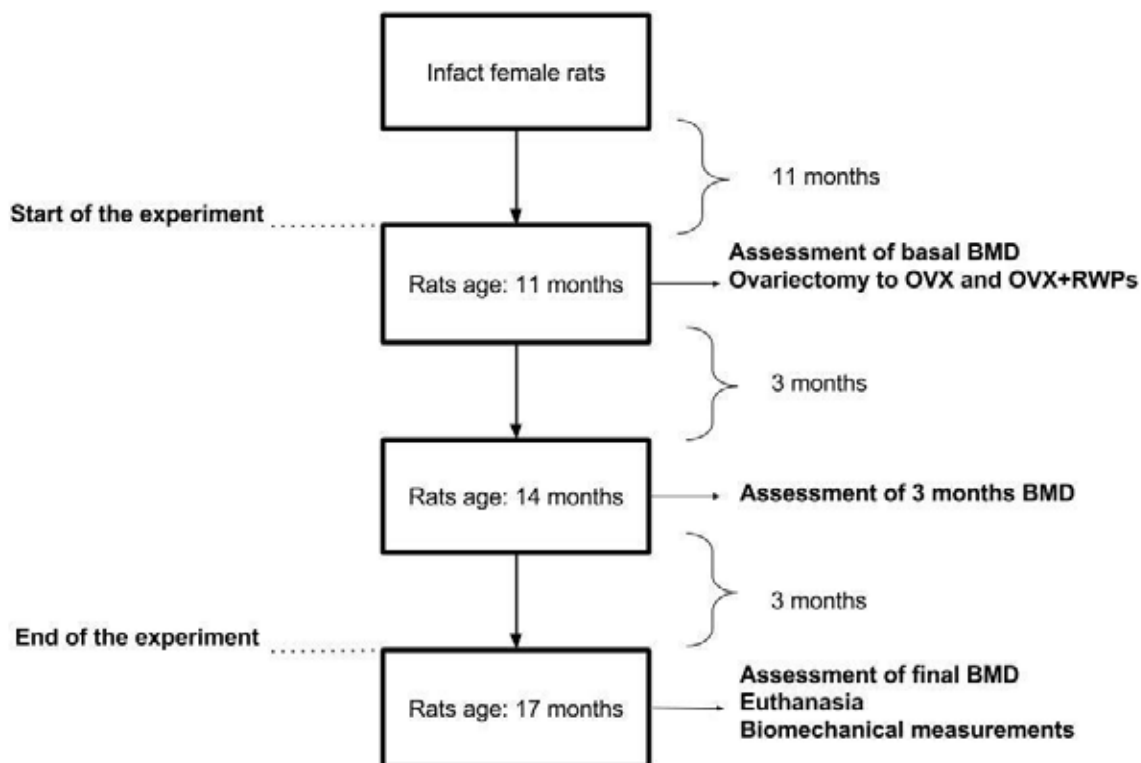 Infact female rats
11 months
Start of the experiment
Rats age: 11 months
Assessment of basal BMD
Ovariectomy to OVX and OVX+RWPs
3 months
Rats age: 14 months
Assessment of 3 months BMD
3 months
End of the experiment
Rats age: 17 months
Assessment of final BMD
Euthanasia
Biomechanical measurements